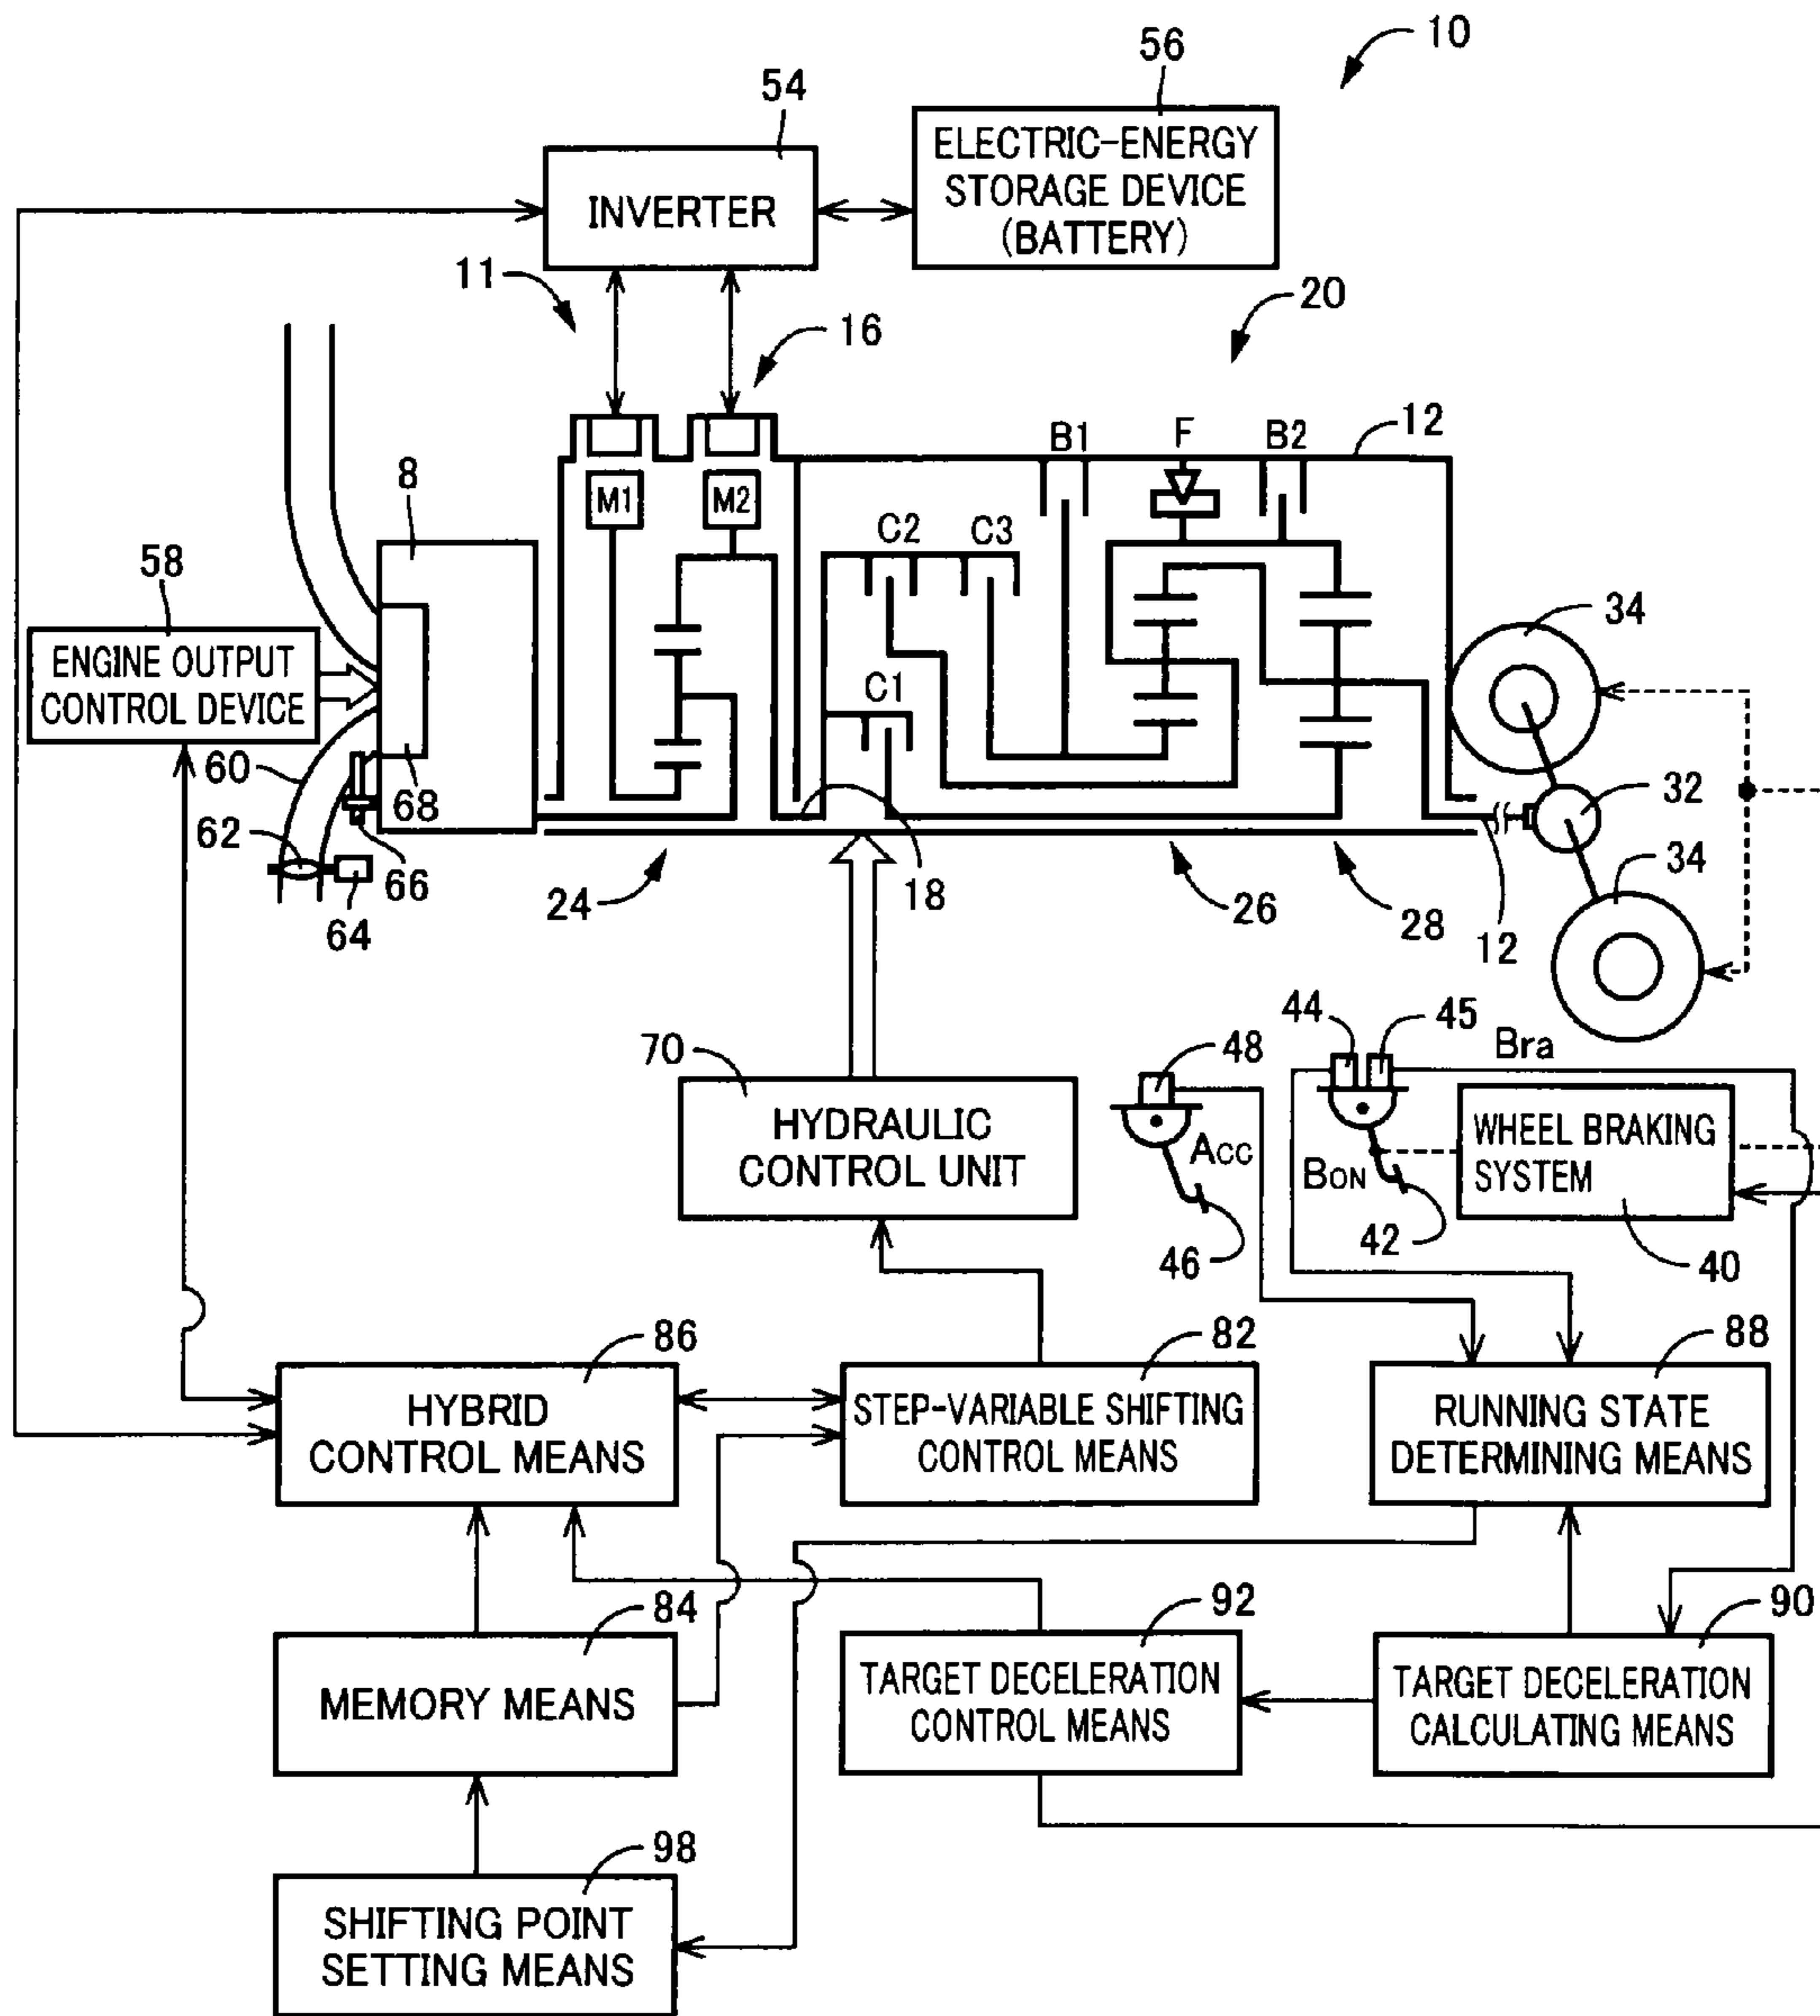 10
56
54
ELECTRIC-ENERGY
STORAGE DEVICE
(BATTERY)
INVERTER
11
16
20
B1
F
B2
12
8
M1
M2
C2
C3
58
34
ENGINE OUTPUT
CONTROL DEVICE
C1
60
68
32
62
66
64
18
34
24
26
28
12
44
45
Bra
70
48
HYDRAULIC
CONTROL UNIT
ACC
BON
WHEEL BRAKING
SYSTEM
46
42
40
86
82
88
HYBRID
CONTROL MEANS
STEP-VARIABLE SHIFTING
CONTROL MEANS
RUNNING STATE
DETERMINING MEANS
84
92
90
MEMORY MEANS
TARGET DECELERATION
CONTROL MEANS
TARGET DECELERATION
CALCULATING MEANS
98
SHIFTING POINT
SETTING MEANS